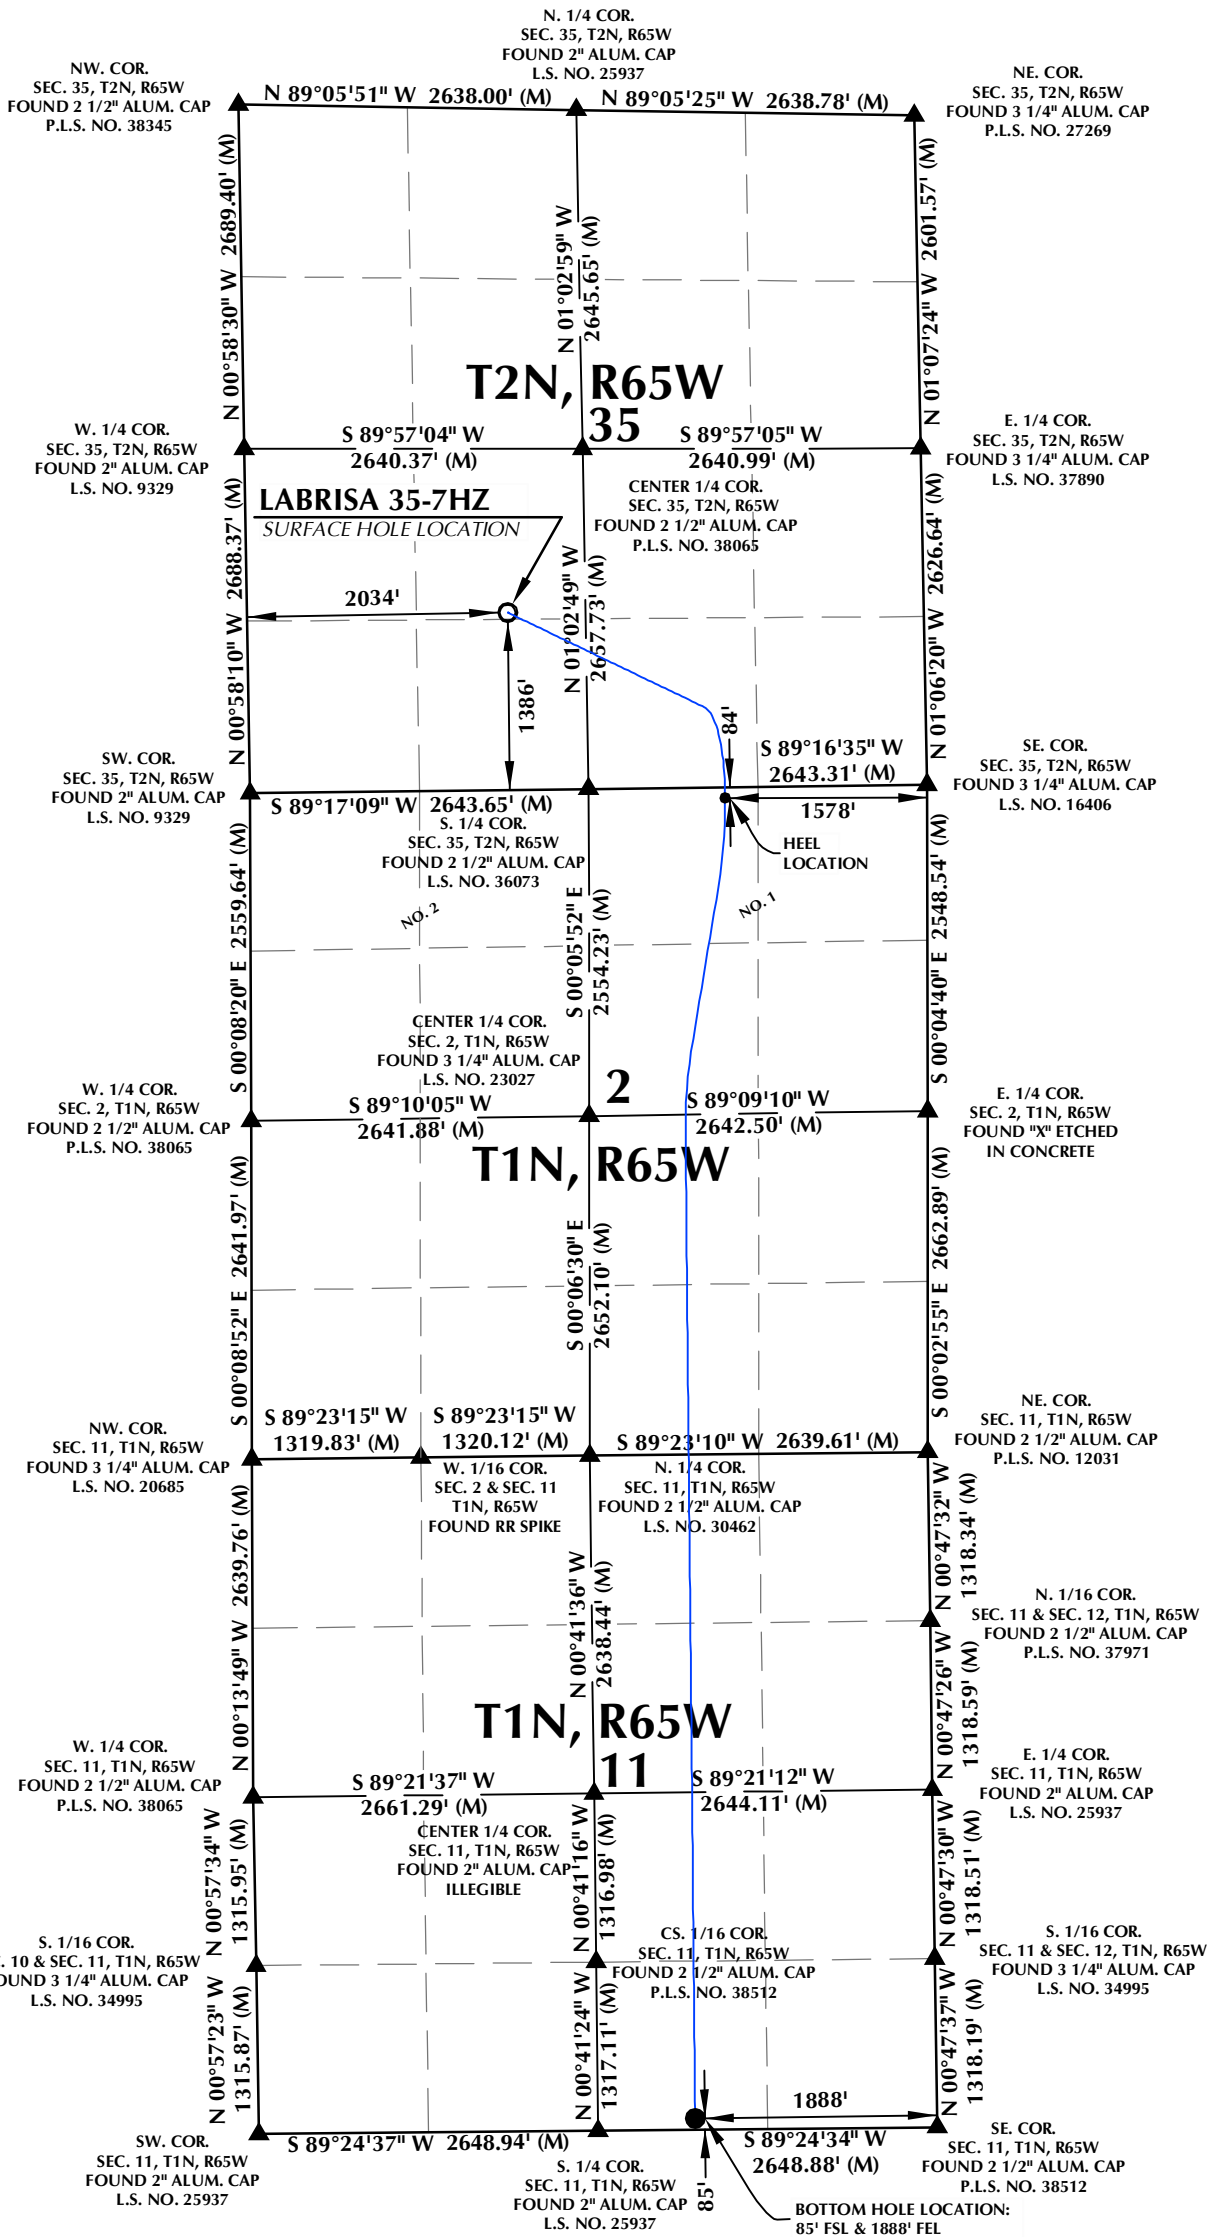 N. 1/4 COR.
SEC. 35, T2N, R65W
FOUND 2" ALUM. CAP
L.S. NO. 25937
NW. COR.
SEC. 35, T2N, R65W
FOUND 2 1/2" ALUM. CAP
P.L.S. NO. 38345
NE. COR.
SEC. 35, T2N, R65W
FOUND 3 1/4" ALUM. CAP
P.L.S. NO. 27269
N 89°05'51" W 2638.00' (M)
N 89°05'25" W 2638.78' (M)
N 00°58'30" W 2689.40' (M)
N 01°02'59" W
2645.65' (M)
N 01°07'24" W 2601.57' (M)
T2N, R65W
35
W. 1/4 COR.
SEC. 35, T2N, R65W
FOUND 2" ALUM. CAP
L.S. NO. 9329
S 89°57'04" W
2640.37' (M)
S 89°57'05" W
2640.99' (M)
E. 1/4 COR.
SEC. 35, T2N, R65W
FOUND 3 1/4" ALUM. CAP
L.S. NO. 37890
LABRISA 35-7HZ
SURFACE HOLE LOCATION
CENTER 1/4 COR.
SEC. 35, T2N, R65W
FOUND 2 1/2" ALUM. CAP
P.L.S. NO. 38065
N 00°58'10" W 2688.37' (M)
2034'
1386'
N 01°02'49" W
2657.73' (M)
N 01°06'20" W 2626.64' (M)
84'
SW. COR.
SEC. 35, T2N, R65W
FOUND 2" ALUM. CAP
L.S. NO. 9329
S 89°17'09" W 2643.65' (M)
S 89°16'35" W
2643.31' (M)
SE. COR.
SEC. 35, T2N, R65W
FOUND 3 1/4" ALUM. CAP
L.S. NO. 16406
1578'
HEEL
LOCATION
S. 1/4 COR.
SEC. 35, T2N, R65W
FOUND 2 1/2" ALUM. CAP
L.S. NO. 36073
NO. 2
NO. 1
S 00°08'20" E 2559.64' (M)
S 00°05'52" E
2554.23' (M)
S 00°04'40" E 2548.54' (M)
CENTER 1/4 COR.
SEC. 2, T1N, R65W
FOUND 3 1/4" ALUM. CAP
L.S. NO. 23027
2
W. 1/4 COR.
SEC. 2, T1N, R65W
FOUND 2 1/2" ALUM. CAP
P.L.S. NO. 38065
S 89°10'05" W
2641.88' (M)
S 89°09'10" W
2642.50' (M)
E. 1/4 COR.
SEC. 2, T1N, R65W
FOUND "X" ETCHED
IN CONCRETE
T1N, R65W
S 00°08'52" E 2641.97' (M)
S 00°06'30" E
2652.10' (M)
S 00°02'55" E 2662.89' (M)
NW. COR.
SEC. 11, T1N, R65W
FOUND 3 1/4" ALUM. CAP
L.S. NO. 20685
S 89°23'15" W
1319.83' (M)
S 89°23'15" W
1320.12' (M)
S 89°23'10" W 2639.61' (M)
NE. COR.
SEC. 11, T1N, R65W
FOUND 2 1/2" ALUM. CAP
P.L.S. NO. 12031
W. 1/16 COR.
SEC. 2 & SEC. 11
T1N, R65W
FOUND RR SPIKE
N. 1/4 COR.
SEC. 11, T1N, R65W
FOUND 2 1/2" ALUM. CAP
L.S. NO. 30462
N 00°13'49" W 2639.76' (M)
N 00°41'36" W
2638.44' (M)
N 00°47'32" W
1318.34' (M)
N. 1/16 COR.
SEC. 11 & SEC. 12, T1N, R65W
FOUND 2 1/2" ALUM. CAP
P.L.S. NO. 37971
N 00°47'26" W
1318.59' (M)
T1N, R65W
11
W. 1/4 COR.
SEC. 11, T1N, R65W
FOUND 2 1/2" ALUM. CAP
P.L.S. NO. 38065
S 89°21'37" W
2661.29' (M)
S 89°21'12" W
2644.11' (M)
E. 1/4 COR.
SEC. 11, T1N, R65W
FOUND 2" ALUM. CAP
L.S. NO. 25937
CENTER 1/4 COR.
SEC. 11, T1N, R65W
FOUND 2" ALUM. CAP
ILLEGIBLE
N 00°57'34" W
1315.95' (M)
N 00°41'16" W
1316.98' (M)
N 00°47'30" W
1318.51' (M)
S. 1/16 COR.
. 10 & SEC. 11, T1N, R65W
OUND 3 1/4" ALUM. CAP
L.S. NO. 34995
CS. 1/16 COR.
SEC. 11, T1N, R65W
FOUND 2 1/2" ALUM. CAP
P.L.S. NO. 38512
S. 1/16 COR.
SEC. 11 & SEC. 12, T1N, R65W
FOUND 3 1/4" ALUM. CAP
L.S. NO. 34995
N 00°57'23" W
1315.87' (M)
N 00°41'24" W
1317.11' (M)
N 00°47'37" W
1318.19' (M)
1888'
SW. COR.
SEC. 11, T1N, R65W
FOUND 2" ALUM. CAP
L.S. NO. 25937
S 89°24'37" W 2648.94' (M)
S 89°24'34" W
2648.88' (M)
SE. COR.
SEC. 11, T1N, R65W
FOUND 2 1/2" ALUM. CAP
P.L.S. NO. 38512
S. 1/4 COR.
SEC. 11, T1N, R65W
FOUND 2" ALUM. CAP
L.S. NO. 25937
85'
BOTTOM HOLE LOCATION:
85' FSL & 1888' FEL